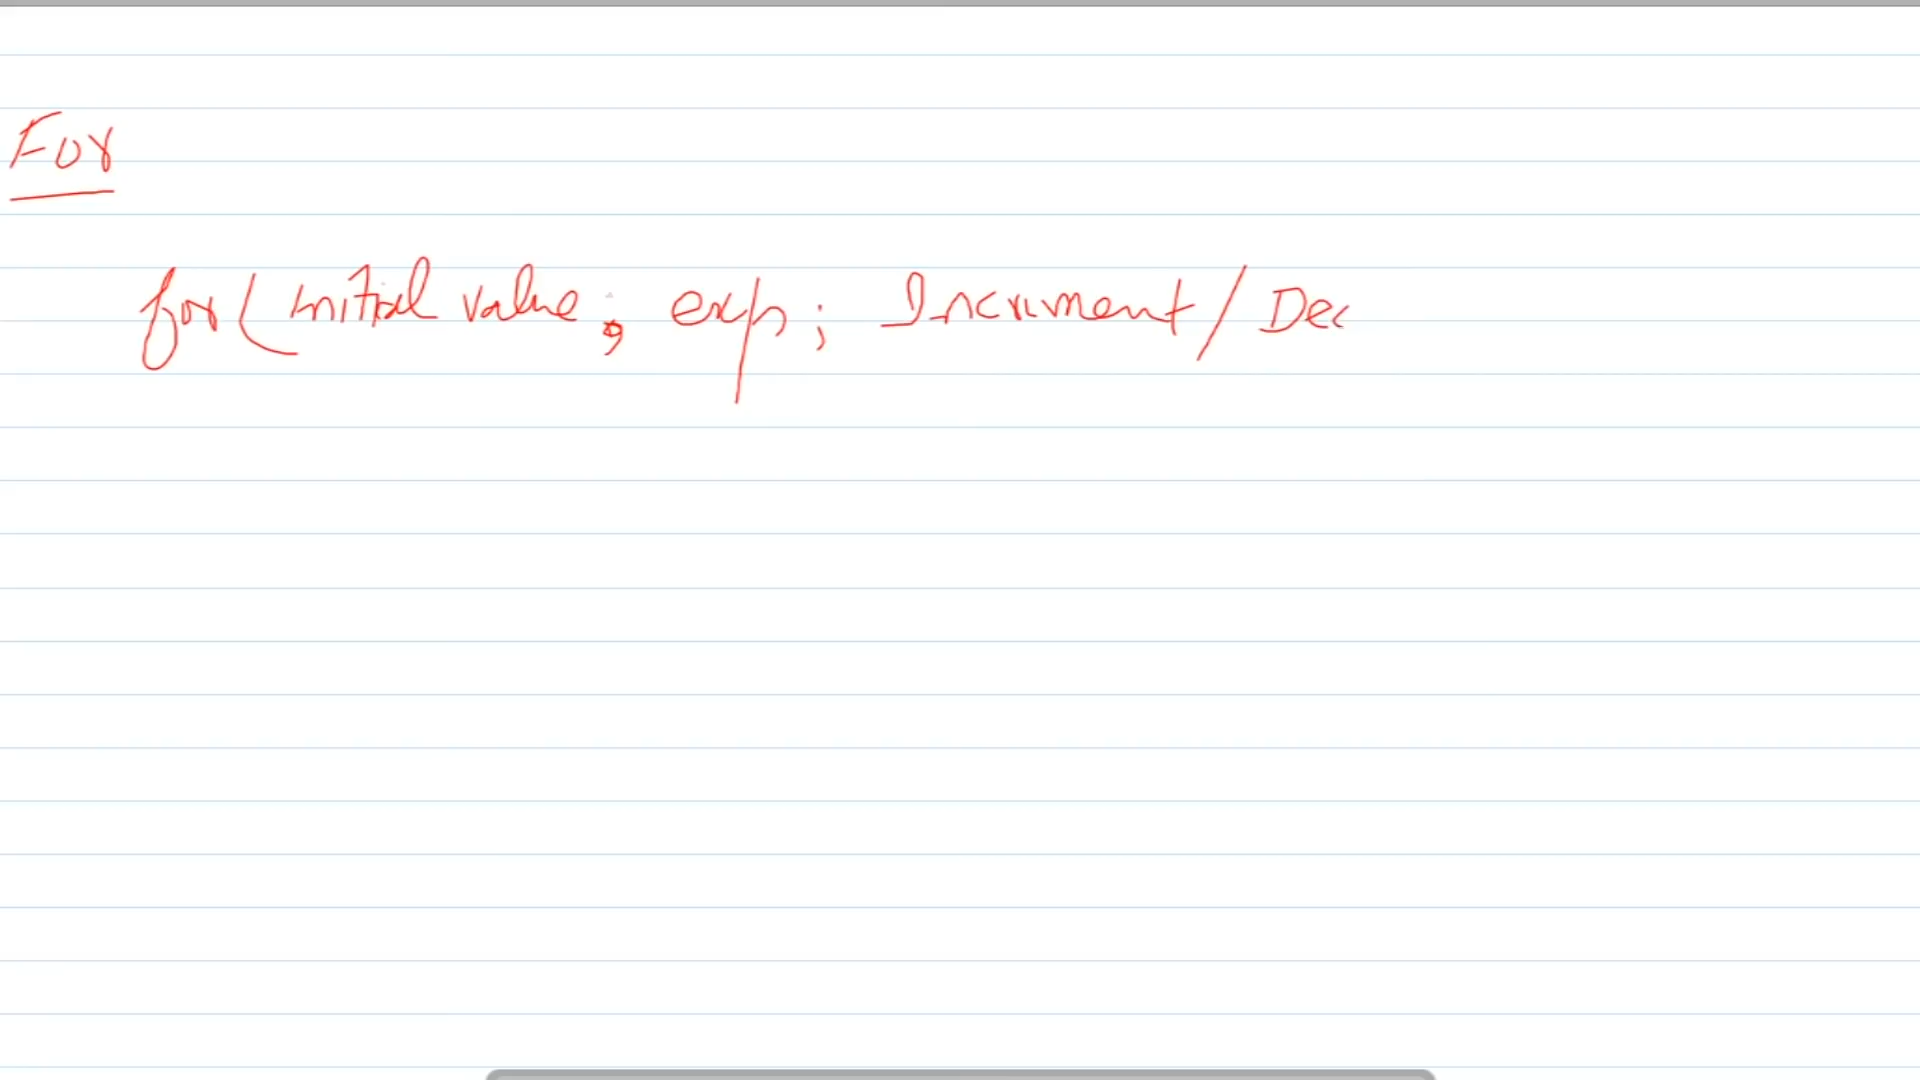 For
for( initial value ; exp ; Increment / Dec